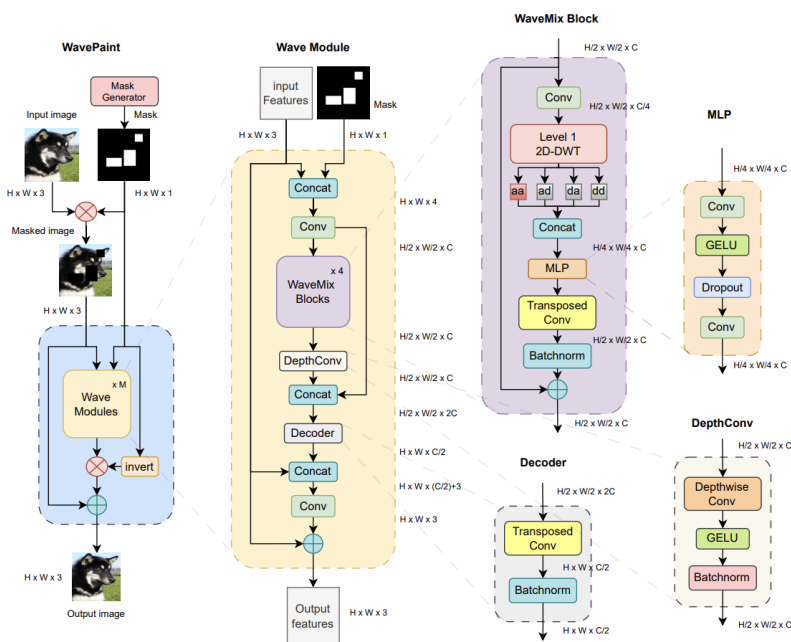 WavePaint
Mask
Generator
Input image
Mask
H x W x 3
H x W x 1
Masked image
H x W x 3
x M
Wave
Modules
invert
H x W x 3
Output image
Wave Module
input
Features
Mask
H x W x 3
H x W x 1
Concat
H x W x 4
Conv
H/2 x W/2 x C
x 4
WaveMix
Blocks
H/2 x W/2 x C
DepthConv
H/2 x W/2 x C
Concat
H/2 x W/2 x 2C
Decoder
H x W x C/2
Concat
H x W x (C/2)+3
Conv
H x W x 3
Output
features
H x W x 3
WaveMix Block
H/2 x W/2 x C
Conv
H/2 x W/2 x C/4
Level 1
2D-DWT
aa
ad
da
dd
Concat
H/4 x W/4 x C
MLP
Transposed
Conv
H/2 x W/2 x C
Batchnorm
H/2 x W/2 x C
H/2 x W/2 x C
MLP
H/4 x W/4 x C
Conv
GELU
Dropout
Conv
H/4 x W/4 x C
Decoder
H/2 x W/2 x 2C
Transposed
Conv
H x W x C/2
Batchnorm
H x W x C/2
DepthConv
H/2 x W/2 x C
Depthwise
Conv
GELU
Batchnorm
H/2 x W/2 x C